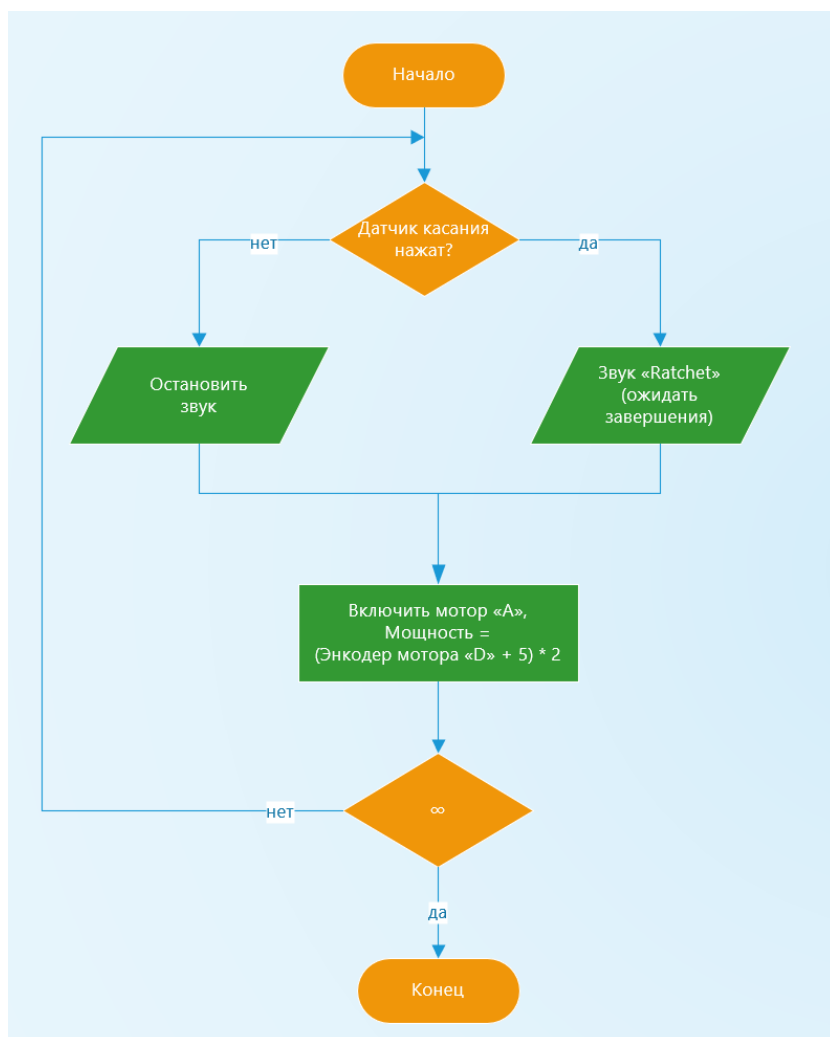 Начало
Датчик касания
нажат?
нет
да
Остановить
звук
Звук «Ratchet»
(ожидать
завершения)
Включить мотор «А»,
Мощность =
(Энкодер мотора «D» + 5) * 2
∞
нет
да
Конец